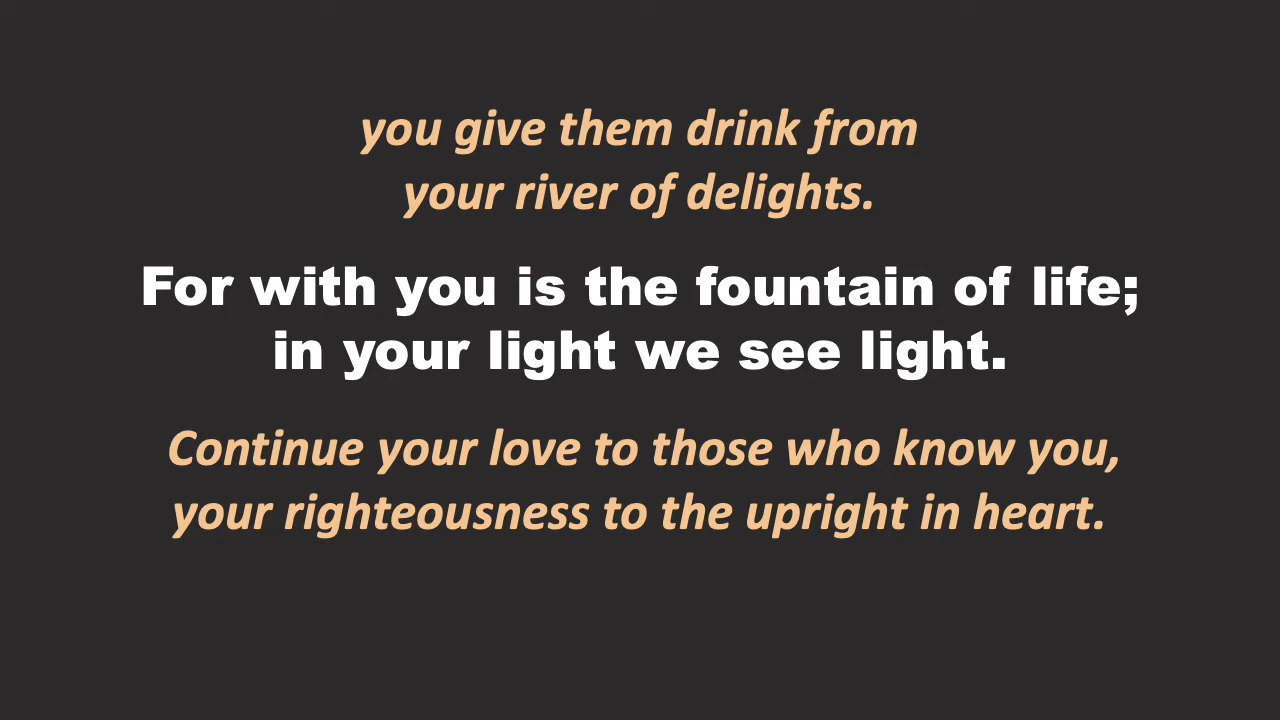 you give them drink from
your river of delights.
For with you is the fountain of life;
in your light we see light.
Continue your love to those who know you,
your righteousness to the upright in heart.